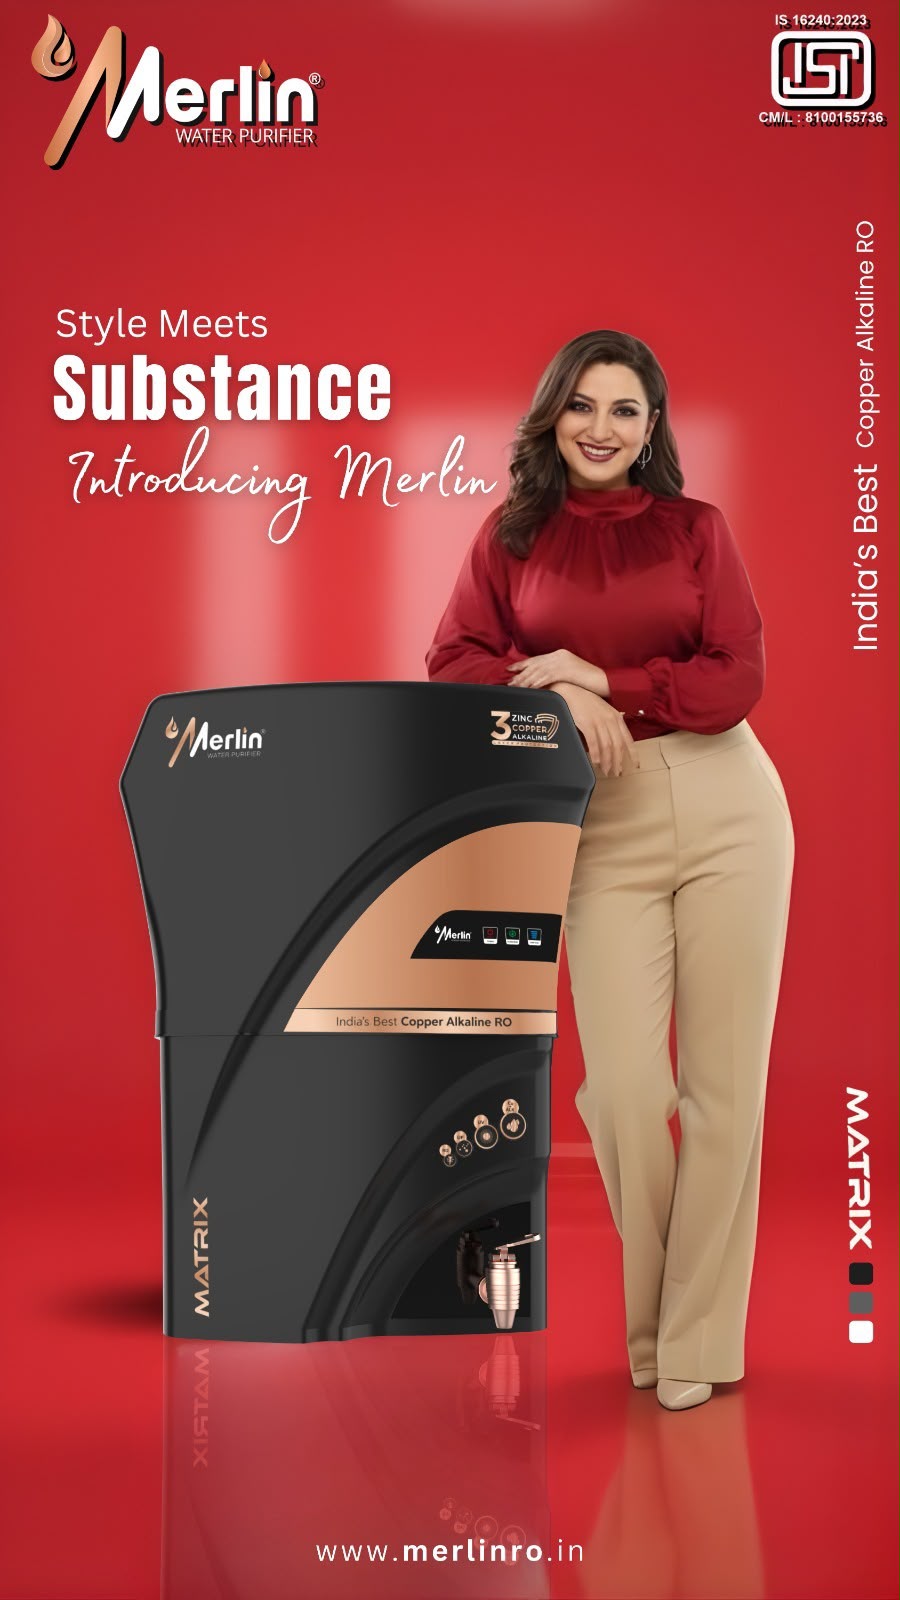 Merlin®
WATER PURIFIER
IS 16240:2023
ISI
CM/L : 8100155736
Style Meets
Substance
Introducing Merlin
India's Best Copper Alkaline RO
Merlin
WATER PURIFIER
3 ZINC
COPPER
ALKALINE
Merlin
India's Best Copper Alkaline RO
MATRIX
MATRIX
www.merlinro.in